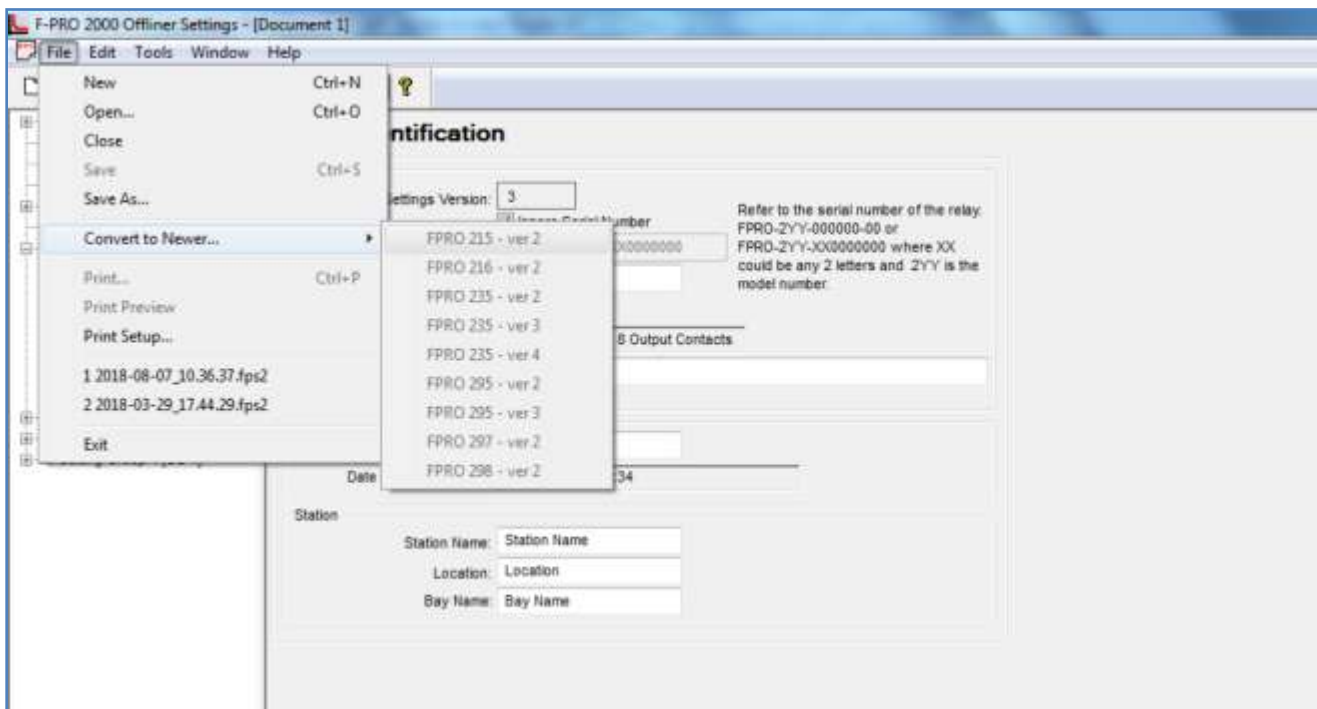 F-PRO 2000 Offliner Settings - [Document 1]
File Edit Tools Window Help
New Ctrl+N
Open... Ctrl+O
Close
Save Ctrl+S
Save As...
Convert to Newer...
Print... Ctrl+P
Print Preview
Print Setup...
1 2018-08-07_10.36.37.fps2
2 2018-03-29_17.44.29.fps2
Exit
FPRO 215 - ver 2
FPRO 216 - ver 2
FPRO 235 - ver 2
FPRO 235 - ver 3
FPRO 235 - ver 4
FPRO 295 - ver 2
FPRO 295 - ver 3
FPRO 297 - ver 2
FPRO 298 - ver 2
ntification
ettings Version: 3
Number
X0000000
Refer to the serial number of the relay.
FPRO-2YY-000000-00 or
FPRO-2YY-XX0000000 where XX
could be any 2 letters and 2YY is the
model number.
8 Output Contacts
Date
34
Station
Station Name: Station Name
Location: Location
Bay Name: Bay Name